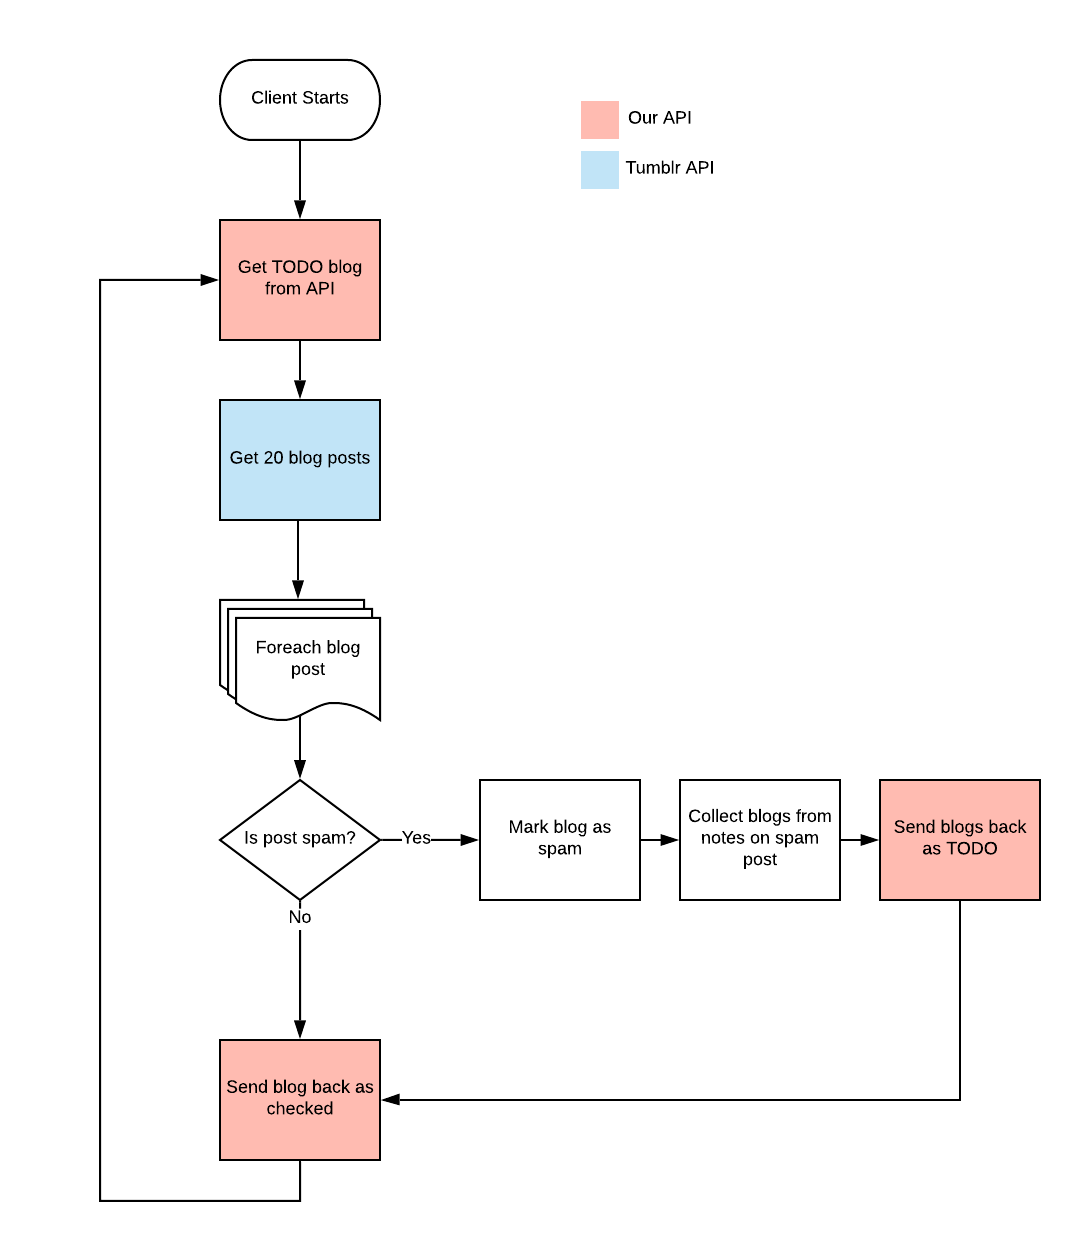 Client Starts
Our API
Tumblr API
Get TODO blog
from API
Get 20 blog posts
Foreach blog
post
Is post spam?
Yes
Mark blog as
spam
Collect blogs from
notes on spam
post
Send blogs back
as TODO
No
Send blog back as
checked